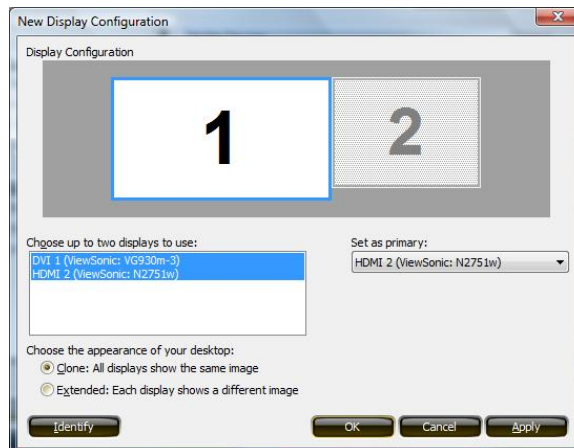 New Display Configuration
Display Configuration
1
2
Choose up to two displays to use:
Set as primary:
DVI 1 (ViewSonic: VG930m-3)
HDMI 2 (ViewSonic: N2751w)
HDMI 2 (ViewSonic: N2751w)
Choose the appearance of your desktop:
Clone: All displays show the same image
Extended: Each display shows a different image
Identify
OK
Cancel
Apply